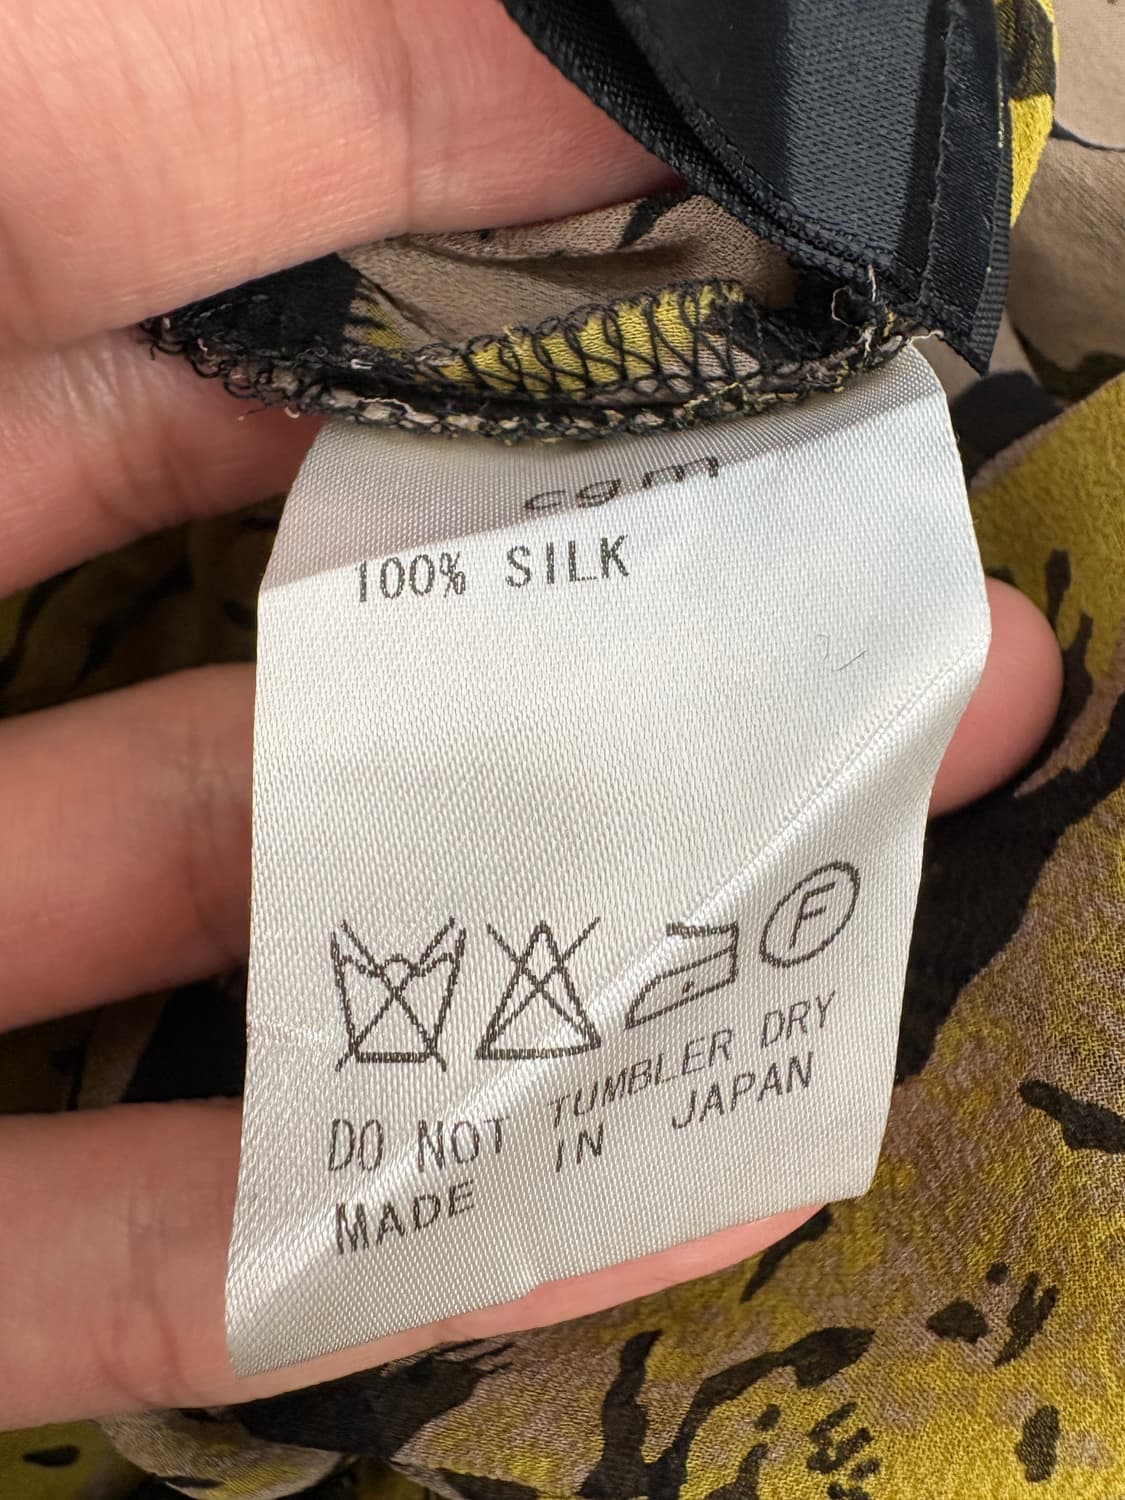 cgm
100% SILK
F
DO NOT TUMBLER DRY
MADE IN JAPAN